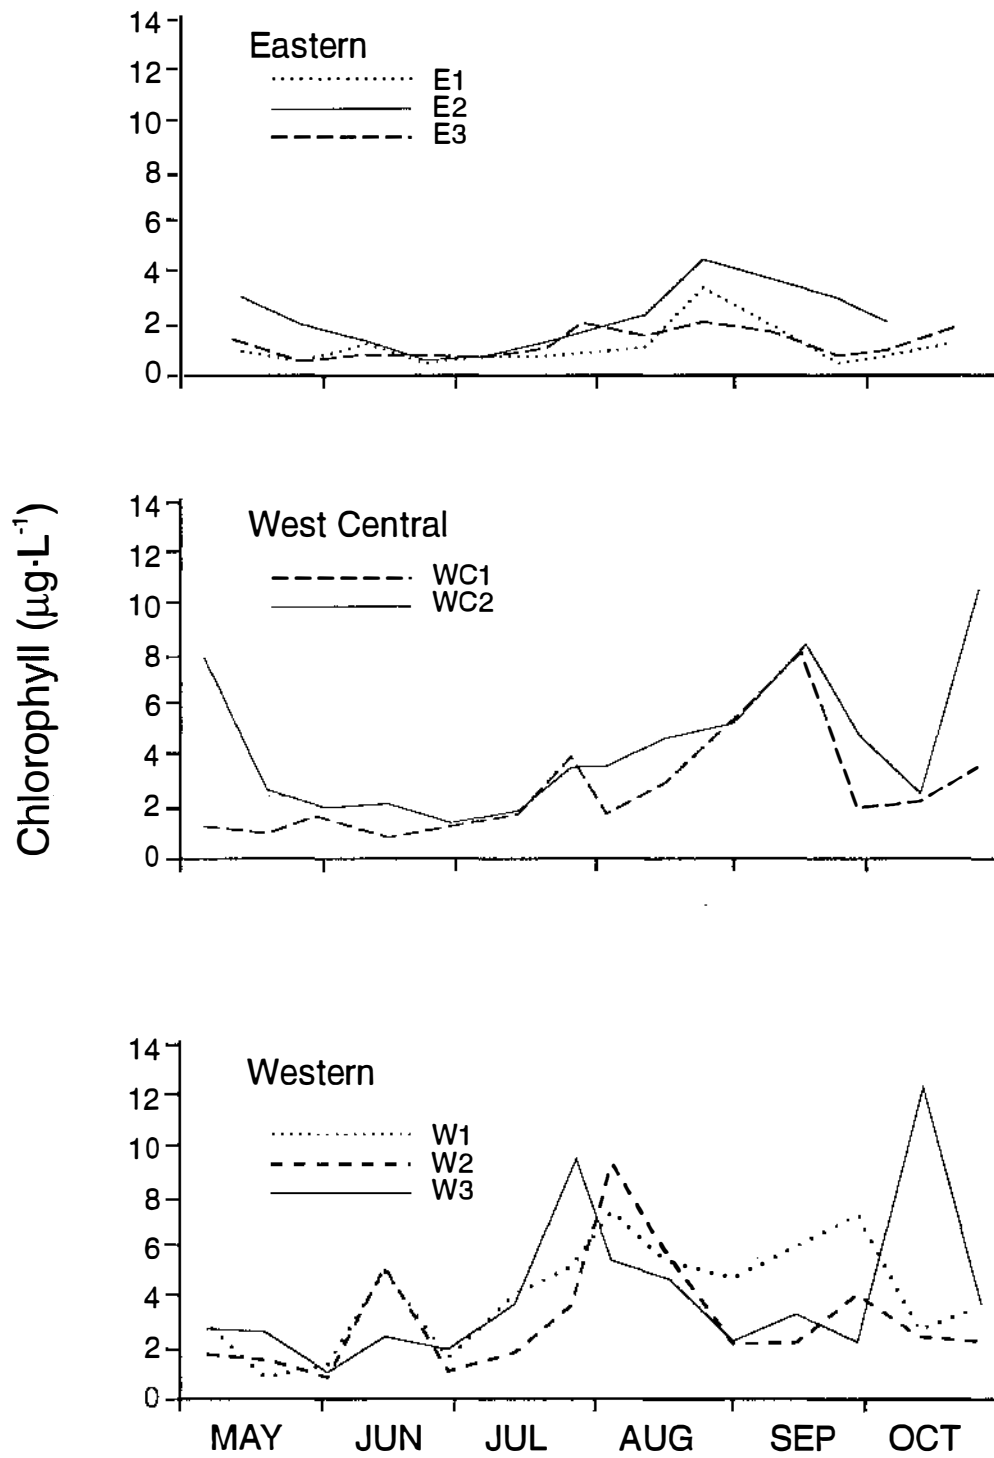 Chlorophyll (µg·L⁻¹)
14
12
10
8
6
4
2
0
Eastern
E1
E2
E3
14
12
10
8
6
4
2
0
West Central
WC1
WC2
14
12
10
8
6
4
2
0
Western
W1
W2
W3
MAY JUN JUL AUG SEP OCT